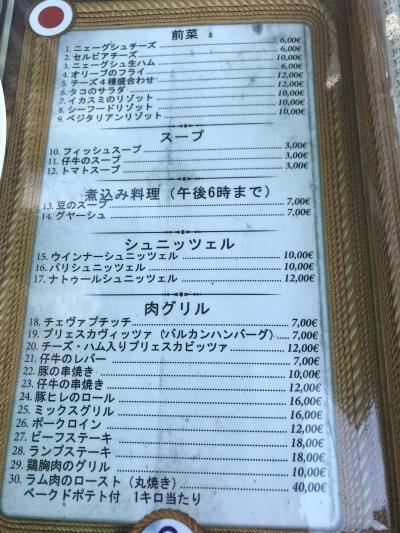 前菜
1. ニェーグシュチーズ 6,00€
2. セルビアチーズ 6,00€
3. ニェーグシュ生ハム 10,00€
4. オリーブのフライ 6,00€
5. チーズ４種盛合わせ 12,00€
6. タコのサラダ 12,00€
7. イカスミのリゾット 10,00€
8. シーフードリゾット 10,00€
9. ベジタリアンリゾット 10,00€
スープ
10. フィッシュスープ 3,00€
11. 仔牛のスープ 3,00€
12. トマトスープ 3,00€
煮込み料理（午後6時まで）
13. 豆のスープ 7,00€
14. グヤーシュ 7,00€
シュニッツェル
15. ウインナーシュニッツェル 10,00€
16. パリシュニッツェル 10,00€
17. ナトゥールシュニッツェル 12,00€
肉グリル
18. チェヴァプチッチ 7,00€
19. プリェスカヴィッツァ（バルカンハンバーグ） 7,00€
20. チーズ・ハム入りプリェスカビッツァ 12,00€
21. 仔牛のレバー 7,00€
22. 豚の串焼き 10,00€
23. 仔牛の串焼き 12,00€
24. 豚ヒレのロール 16,00€
25. ミックスグリル 16,00€
26. ポークロイン 12,00€
27. ビーフステーキ 18,00€
28. ランプステーキ 18,00€
29. 鶏胸肉のグリル 10,00€
30. ラム肉のロースト（丸焼き） 40,00€
ベークドポテト付　1キロ当たり